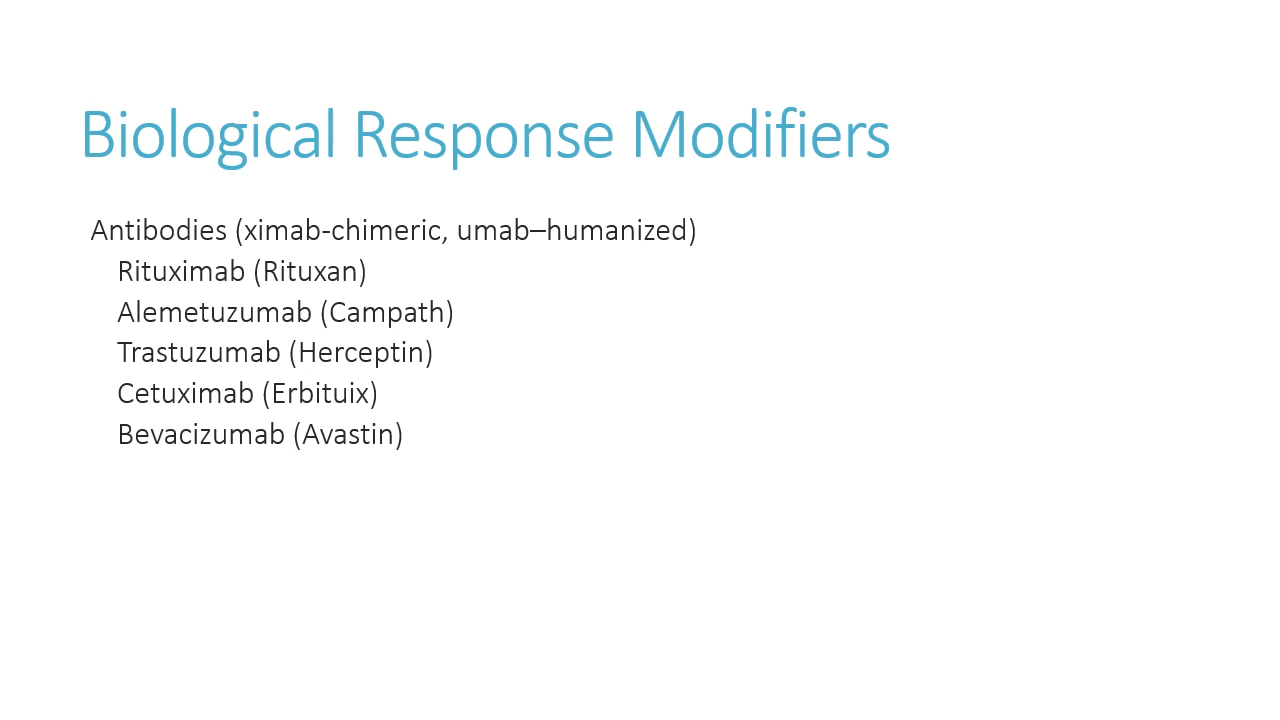 Biological Response Modifiers
Antibodies (ximab-chimeric, umab–humanized)
Rituximab (Rituxan)
Alemetuzumab (Campath)
Trastuzumab (Herceptin)
Cetuximab (Erbituix)
Bevacizumab (Avastin)